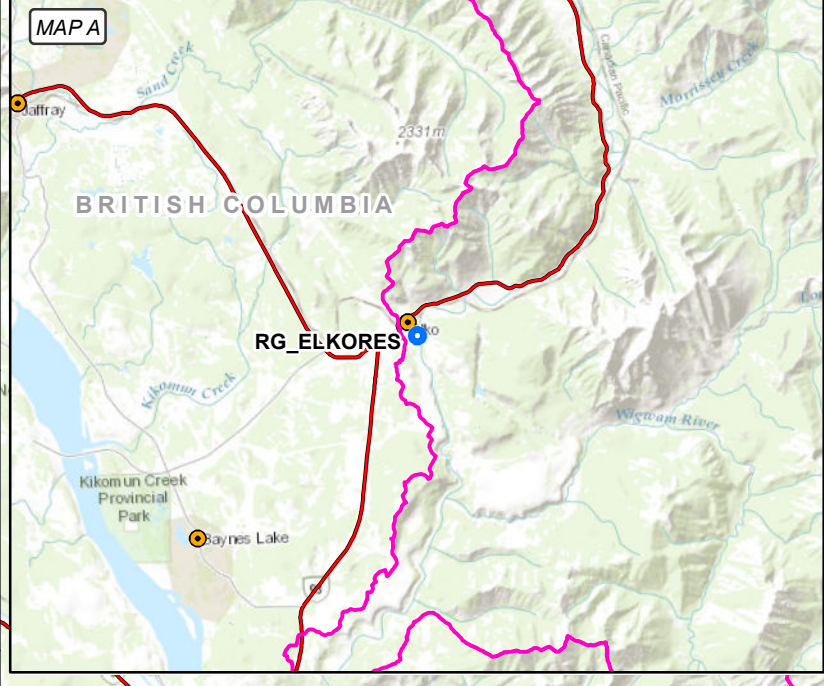 MAP A
Sand Creek
Canadian Pacific
Morrissey Creek
Jaffray
2331m
BRITISH COLUMBIA
RG_ELKORES
Kikomun Creek
Wigwam River
Kikomun Creek
Provincial
Park
Baynes Lake